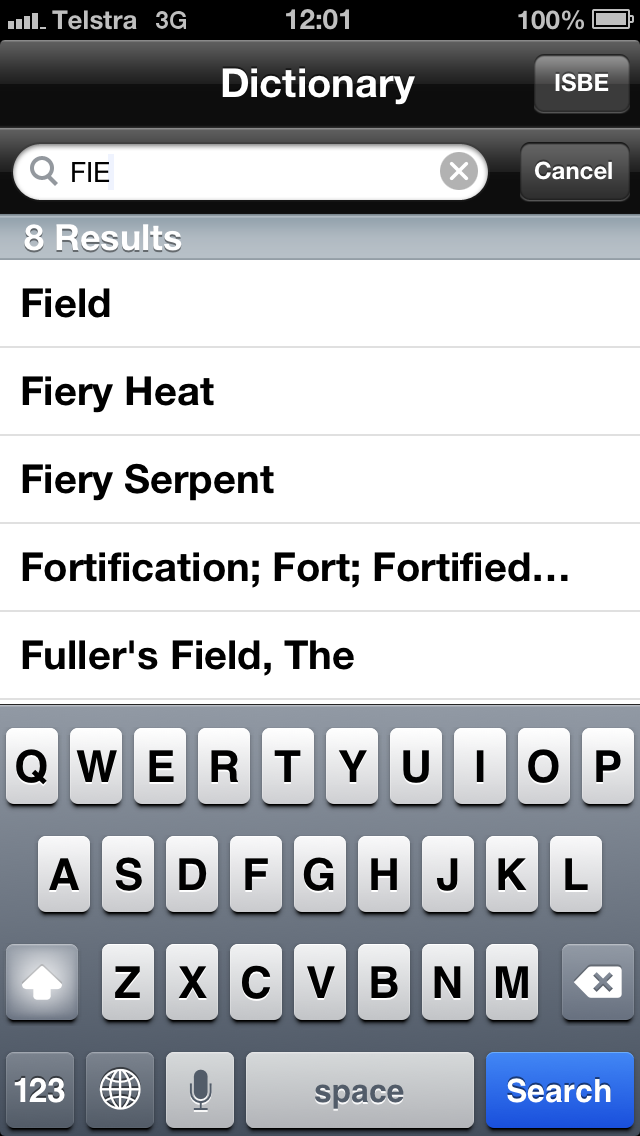 Telstra 3G 12:01 100%
Dictionary ISBE
FIE Cancel
8 Results
Field
Fiery Heat
Fiery Serpent
Fortification; Fort; Fortified...
Fuller's Field, The
Q W E R T Y U I O P
A S D F G H J K L
Z X C V B N M
123 space Search